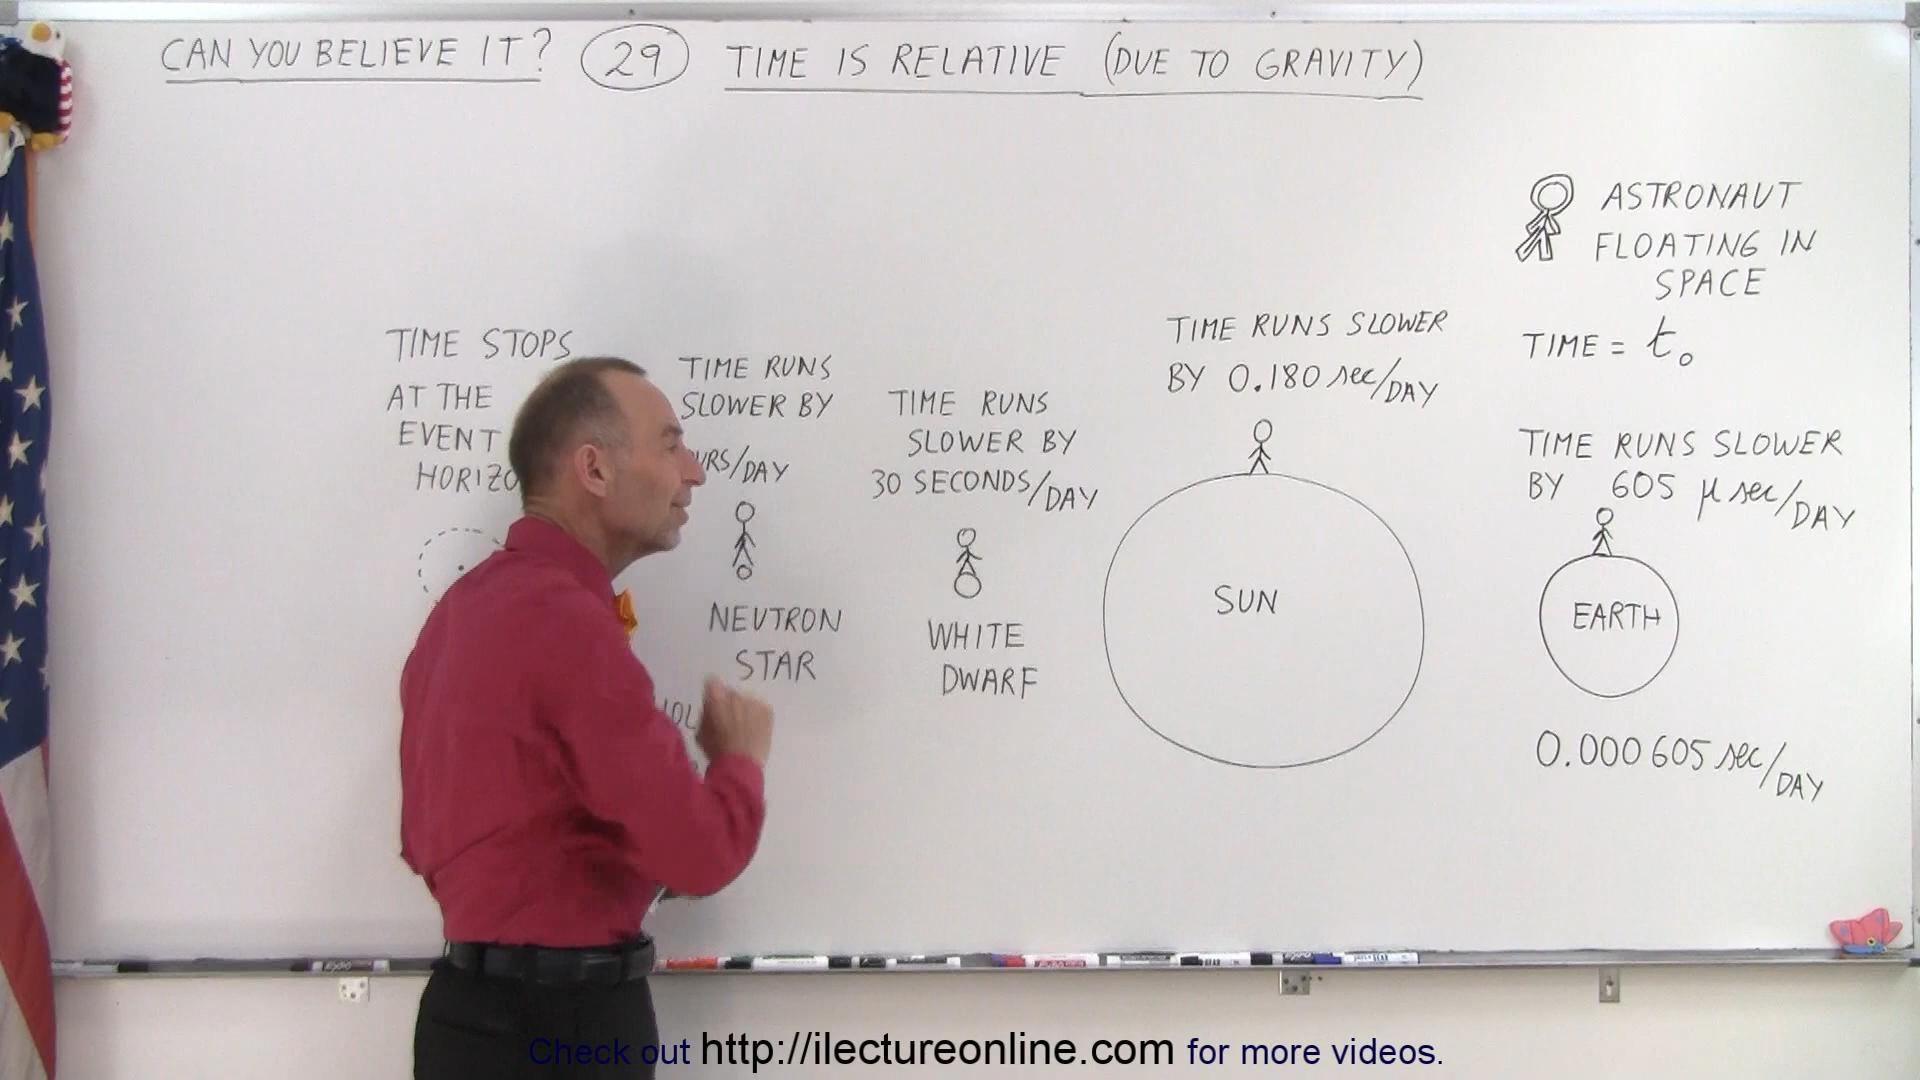 CAN YOU BELIEVE IT? 29 TIME IS RELATIVE (DUE TO GRAVITY)
TIME STOPS
AT THE
EVENT
TIME RUNS
SLOWER BY
/DAY
NEUTRON
STAR
TIME RUNS
SLOWER BY
30 SECONDS/DAY
WHITE
DWARF
TIME RUNS SLOWER
BY 0.180 sec/DAY
SUN
ASTRONAUT
FLOATING IN
SPACE
TIME = t₀
TIME RUNS SLOWER
BY 605 μ sec/DAY
EARTH
0.000605 sec/DAY
Check out http://ilectureonline.com for more videos.